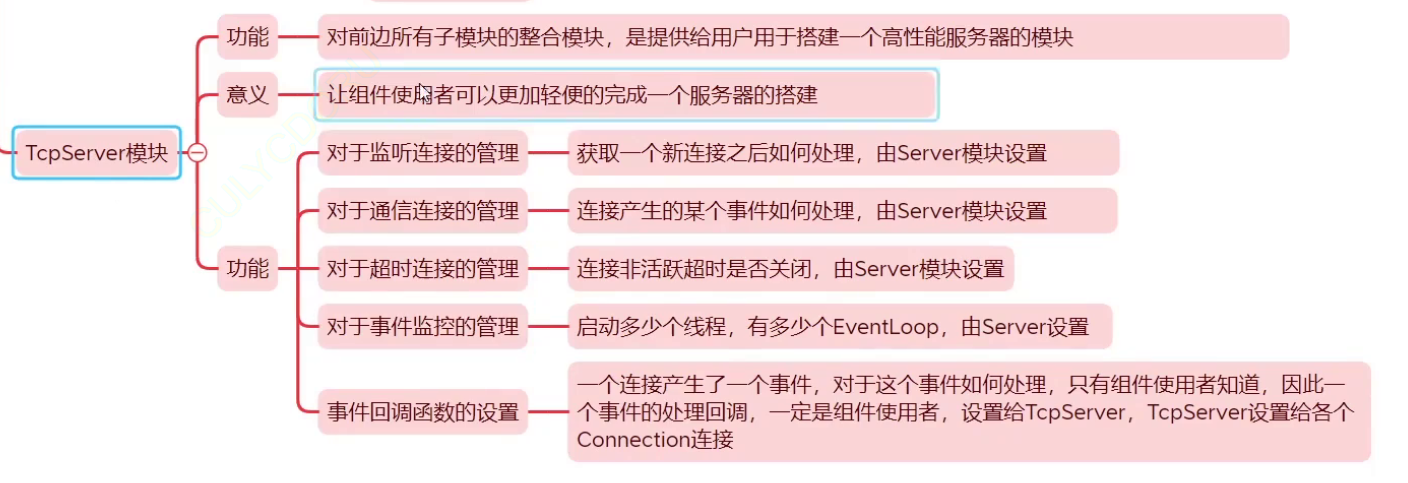 TcpServer模块
功能
对前边所有子模块的整合模块，是提供给用户用于搭建一个高性能服务器的模块
意义
让组件使用者可以更加轻便的完成一个服务器的搭建
功能
对于监听连接的管理
获取一个新连接之后如何处理，由Server模块设置
对于通信连接的管理
连接产生的某个事件如何处理，由Server模块设置
对于超时连接的管理
连接非活跃超时是否关闭，由Server模块设置
对于事件监控的管理
启动多少个线程，有多少个EventLoop，由Server设置
事件回调函数的设置
一个连接产生了一个事件，对于这个事件如何处理，只有组件使用者知道，因此一
个事件的处理回调，一定是组件使用者，设置给TcpServer，TcpServer设置给各个
Connection连接